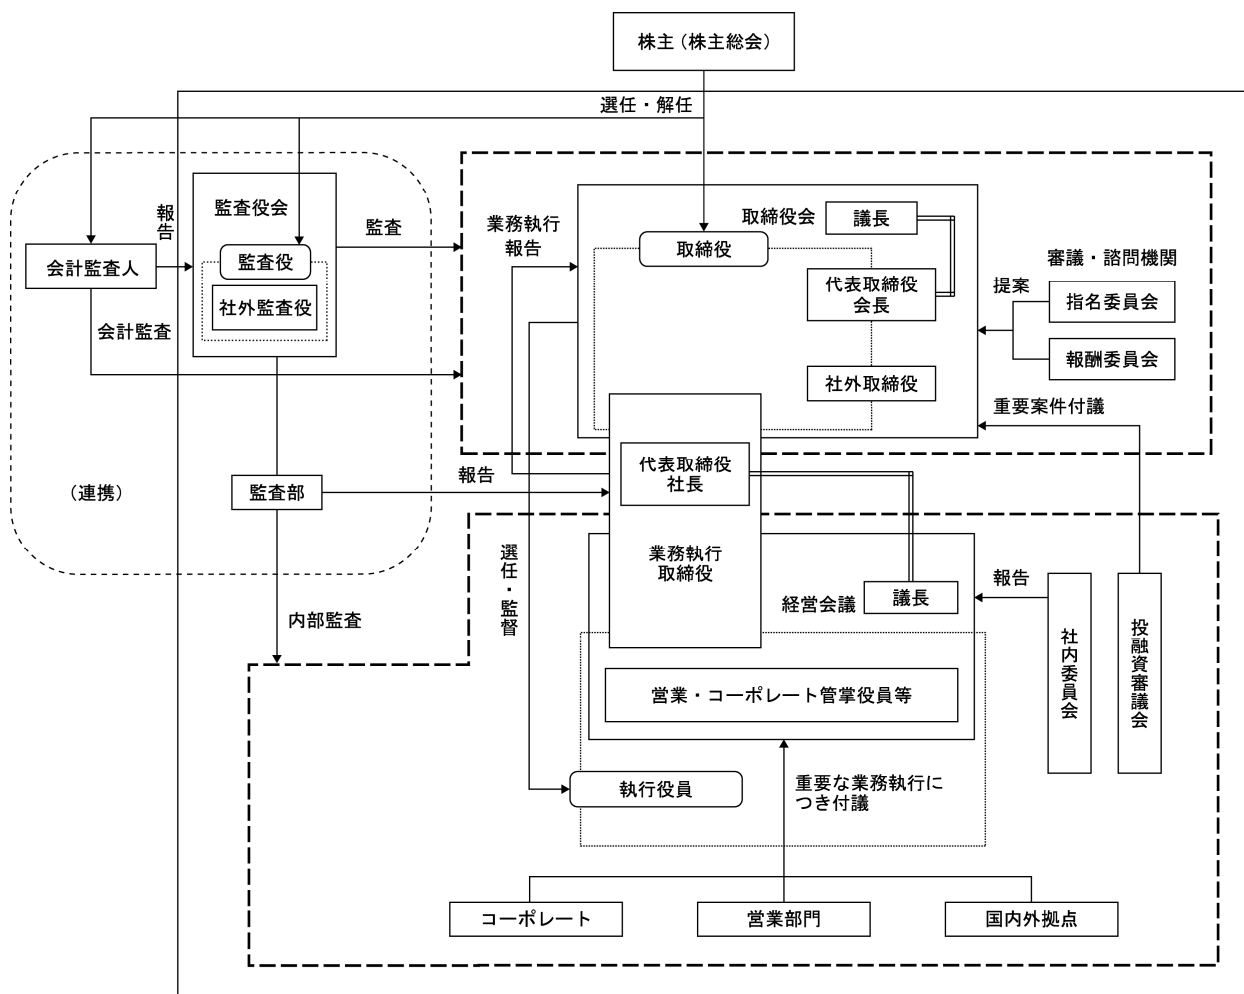 株主（株主総会）
選任・解任
報告
監査役会
監査役
社外監査役
会計監査人
会計監査
監査
業務執行
報告
取締役会
取締役
議長
代表取締役
会長
社外取締役
審議・諮問機関
提案
指名委員会
報酬委員会
重要案件付議
（連携）
監査部
報告
代表取締役
社長
業務執行
取締役
選任・監督
内部監査
経営会議
議長
報告
社内委員会
投融資審議会
営業・コーポレート管掌役員等
執行役員
重要な業務執行に
つき付議
コーポレート
営業部門
国内外拠点